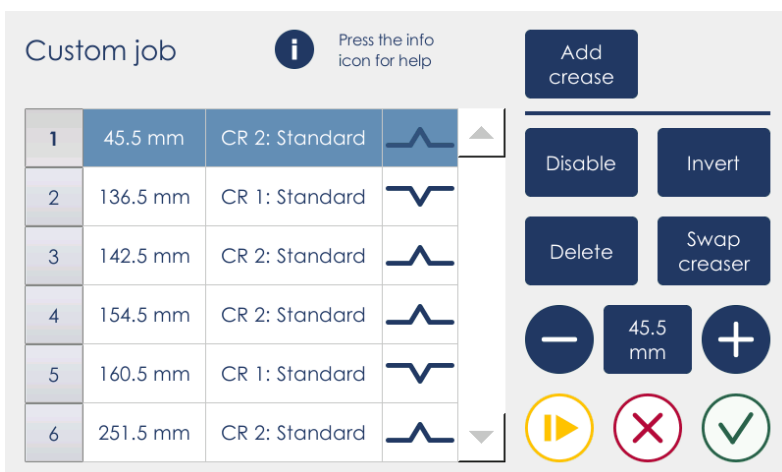 Custom job
i
Press the info
icon for help
Add
crease
1 45.5 mm CR 2: Standard
2 136.5 mm CR 1: Standard
3 142.5 mm CR 2: Standard
4 154.5 mm CR 2: Standard
5 160.5 mm CR 1: Standard
6 251.5 mm CR 2: Standard
Disable
Invert
Delete
Swap
creaser
45.5
mm